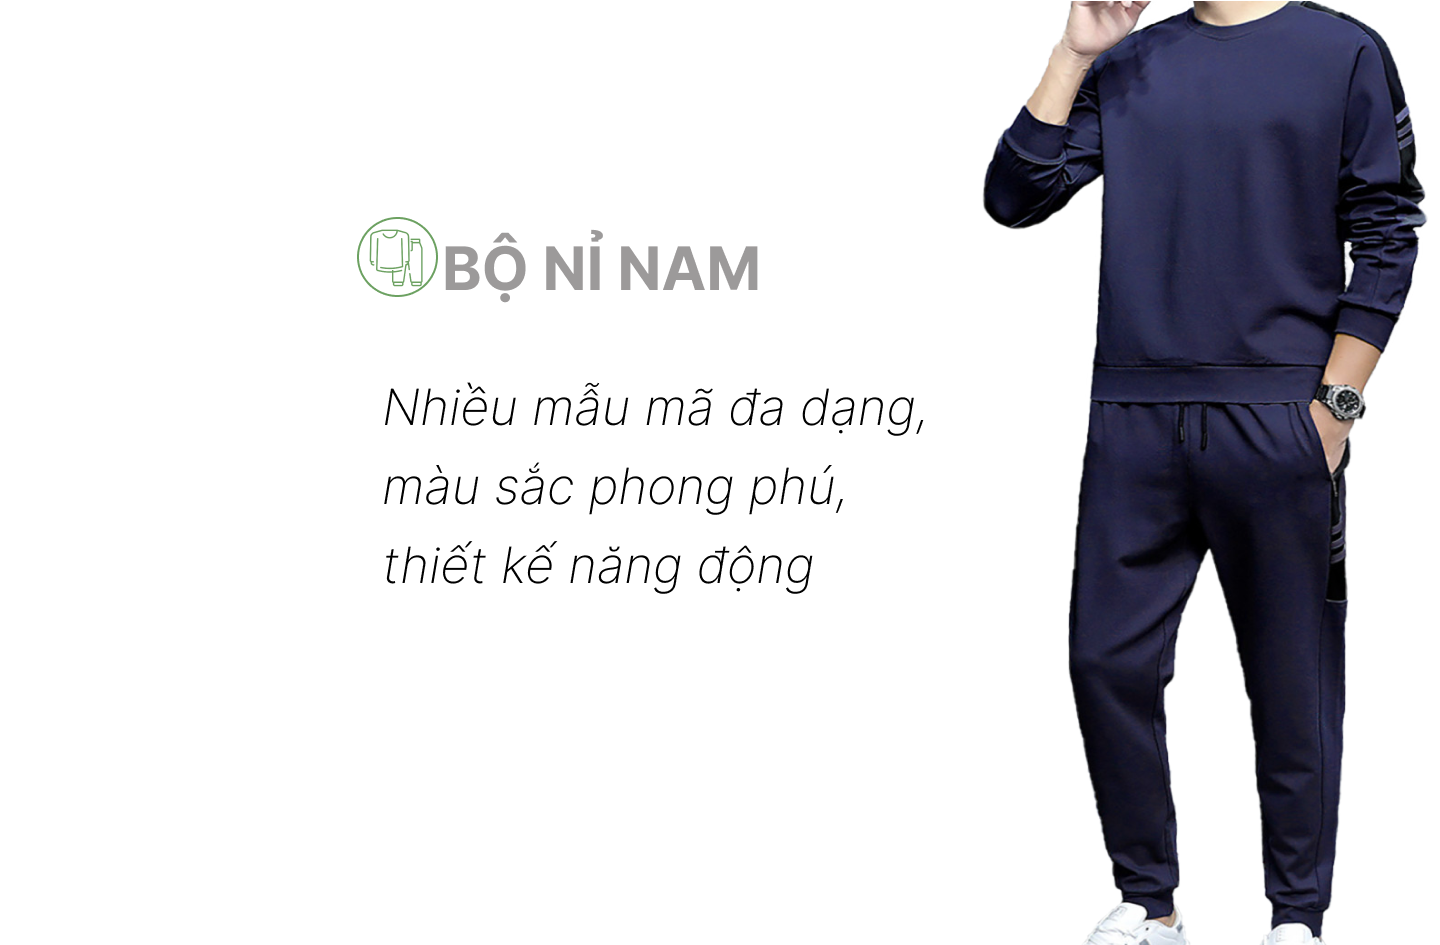 BỘ NỈ NAM
Nhiều mẫu mã đa dạng,
màu sắc phong phú,
thiết kế năng động